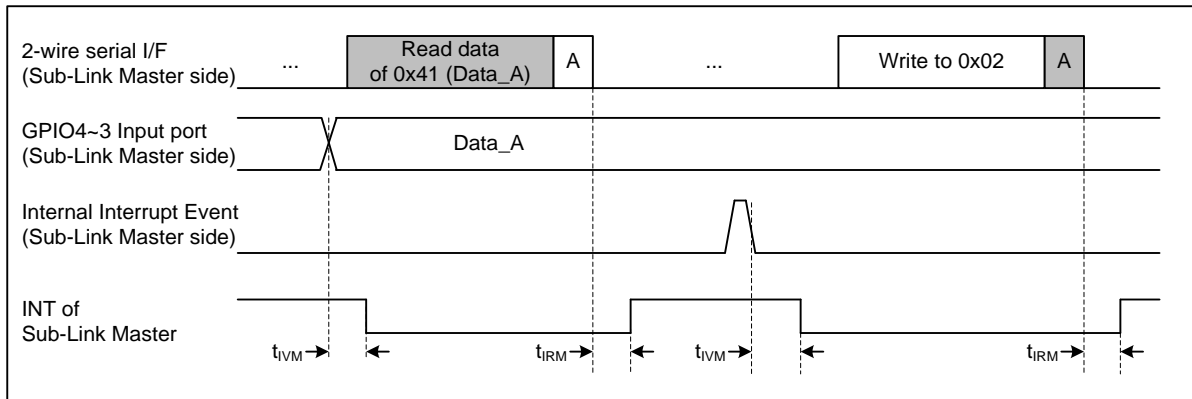 2-wire serial I/F
(Sub-Link Master side)
...
Read data
of 0x41 (Data_A)
A
...
Write to 0x02
A
GPIO4~3 Input port
(Sub-Link Master side)
Data_A
Internal Interrupt Event
(Sub-Link Master side)
INT of
Sub-Link Master
tIVM
tIRM
tIVM
tIRM